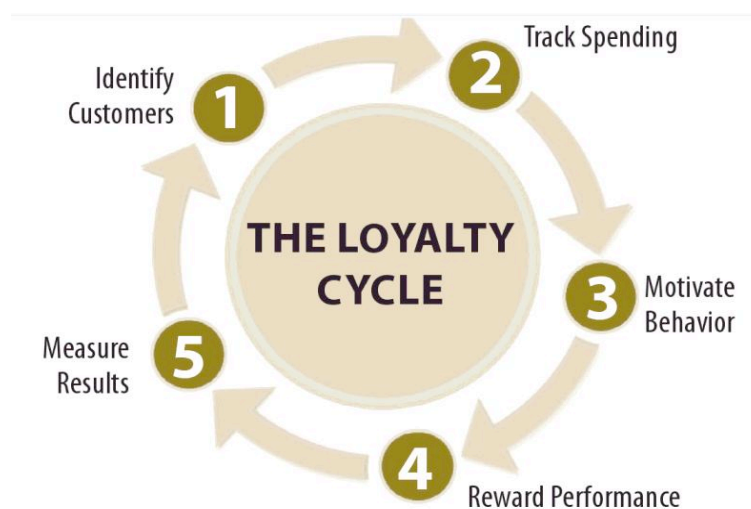 THE LOYALTY
CYCLE
1
Identify
Customers
2
Track Spending
3
Motivate
Behavior
4
Reward Performance
5
Measure
Results